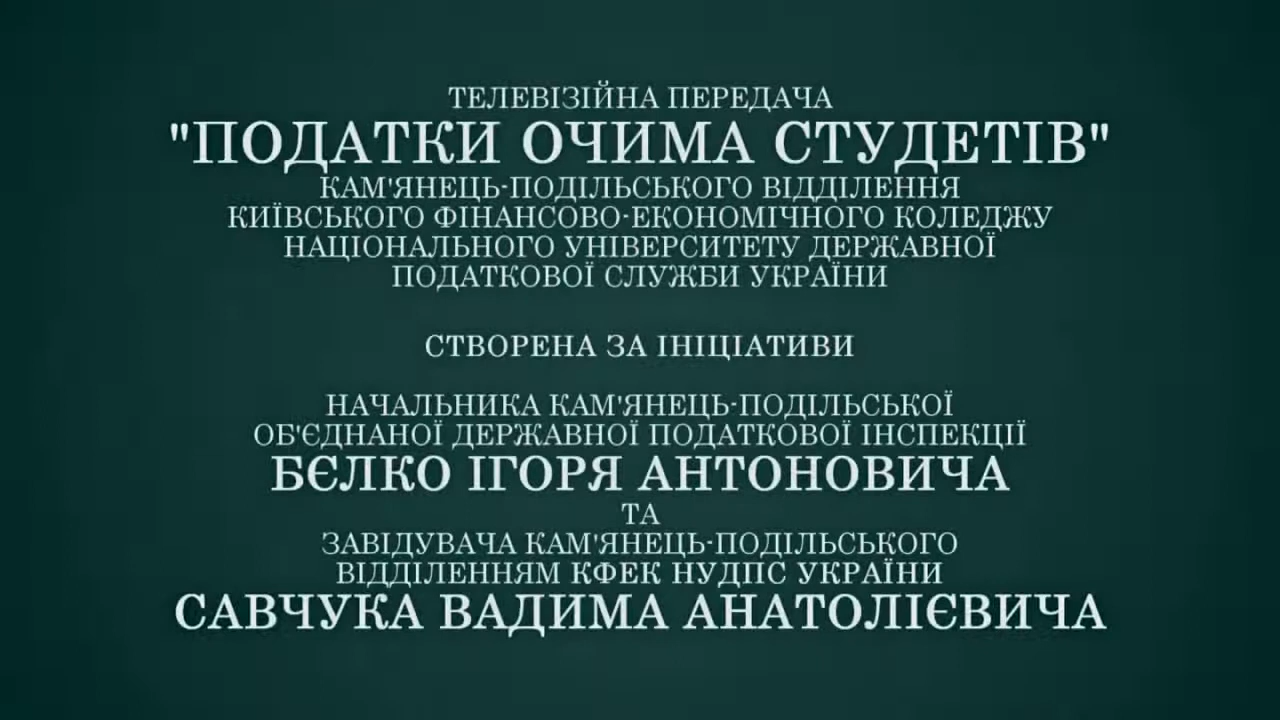 ТЕЛЕВІЗІЙНА ПЕРЕДАЧА
"ПОДАТКИ ОЧИМА СТУДЕТІВ"
КАМ'ЯНЕЦЬ-ПОДІЛЬСЬКОГО ВІДДІЛЕННЯ
КИЇВСЬКОГО ФІНАНСОВО-ЕКОНОМІЧНОГО КОЛЕДЖУ
НАЦІОНАЛЬНОГО УНІВЕРСИТЕТУ ДЕРЖАВНОЇ
ПОДАТКОВОЇ СЛУЖБИ УКРАЇНИ
СТВОРЕНА ЗА ІНІЦІАТИВИ
НАЧАЛЬНИКА КАМ'ЯНЕЦЬ-ПОДІЛЬСЬКОЇ
ОБ'ЄДНАНОЇ ДЕРЖАВНОЇ ПОДАТКОВОЇ ІНСПЕКЦІЇ
БЄЛКО ІГОРЯ АНТОНОВИЧА
ТА
ЗАВІДУВАЧА КАМ'ЯНЕЦЬ-ПОДІЛЬСЬКОГО
ВІДДІЛЕННЯМ КФЕК НУДПС УКРАЇНИ
САВЧУКА ВАДИМА АНАТОЛІЄВИЧА